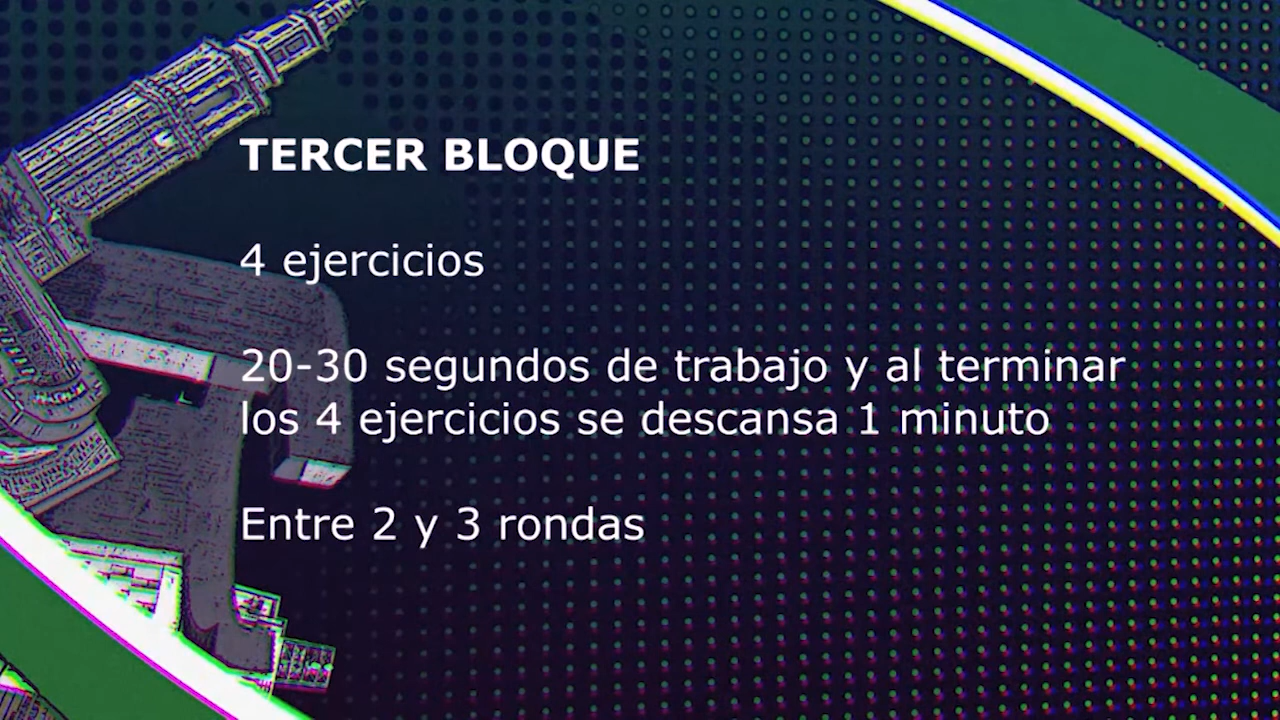 TERCER BLOQUE
4 ejercicios
20-30 segundos de trabajo y al terminar
los 4 ejercicios se descansa 1 minuto
Entre 2 y 3 rondas